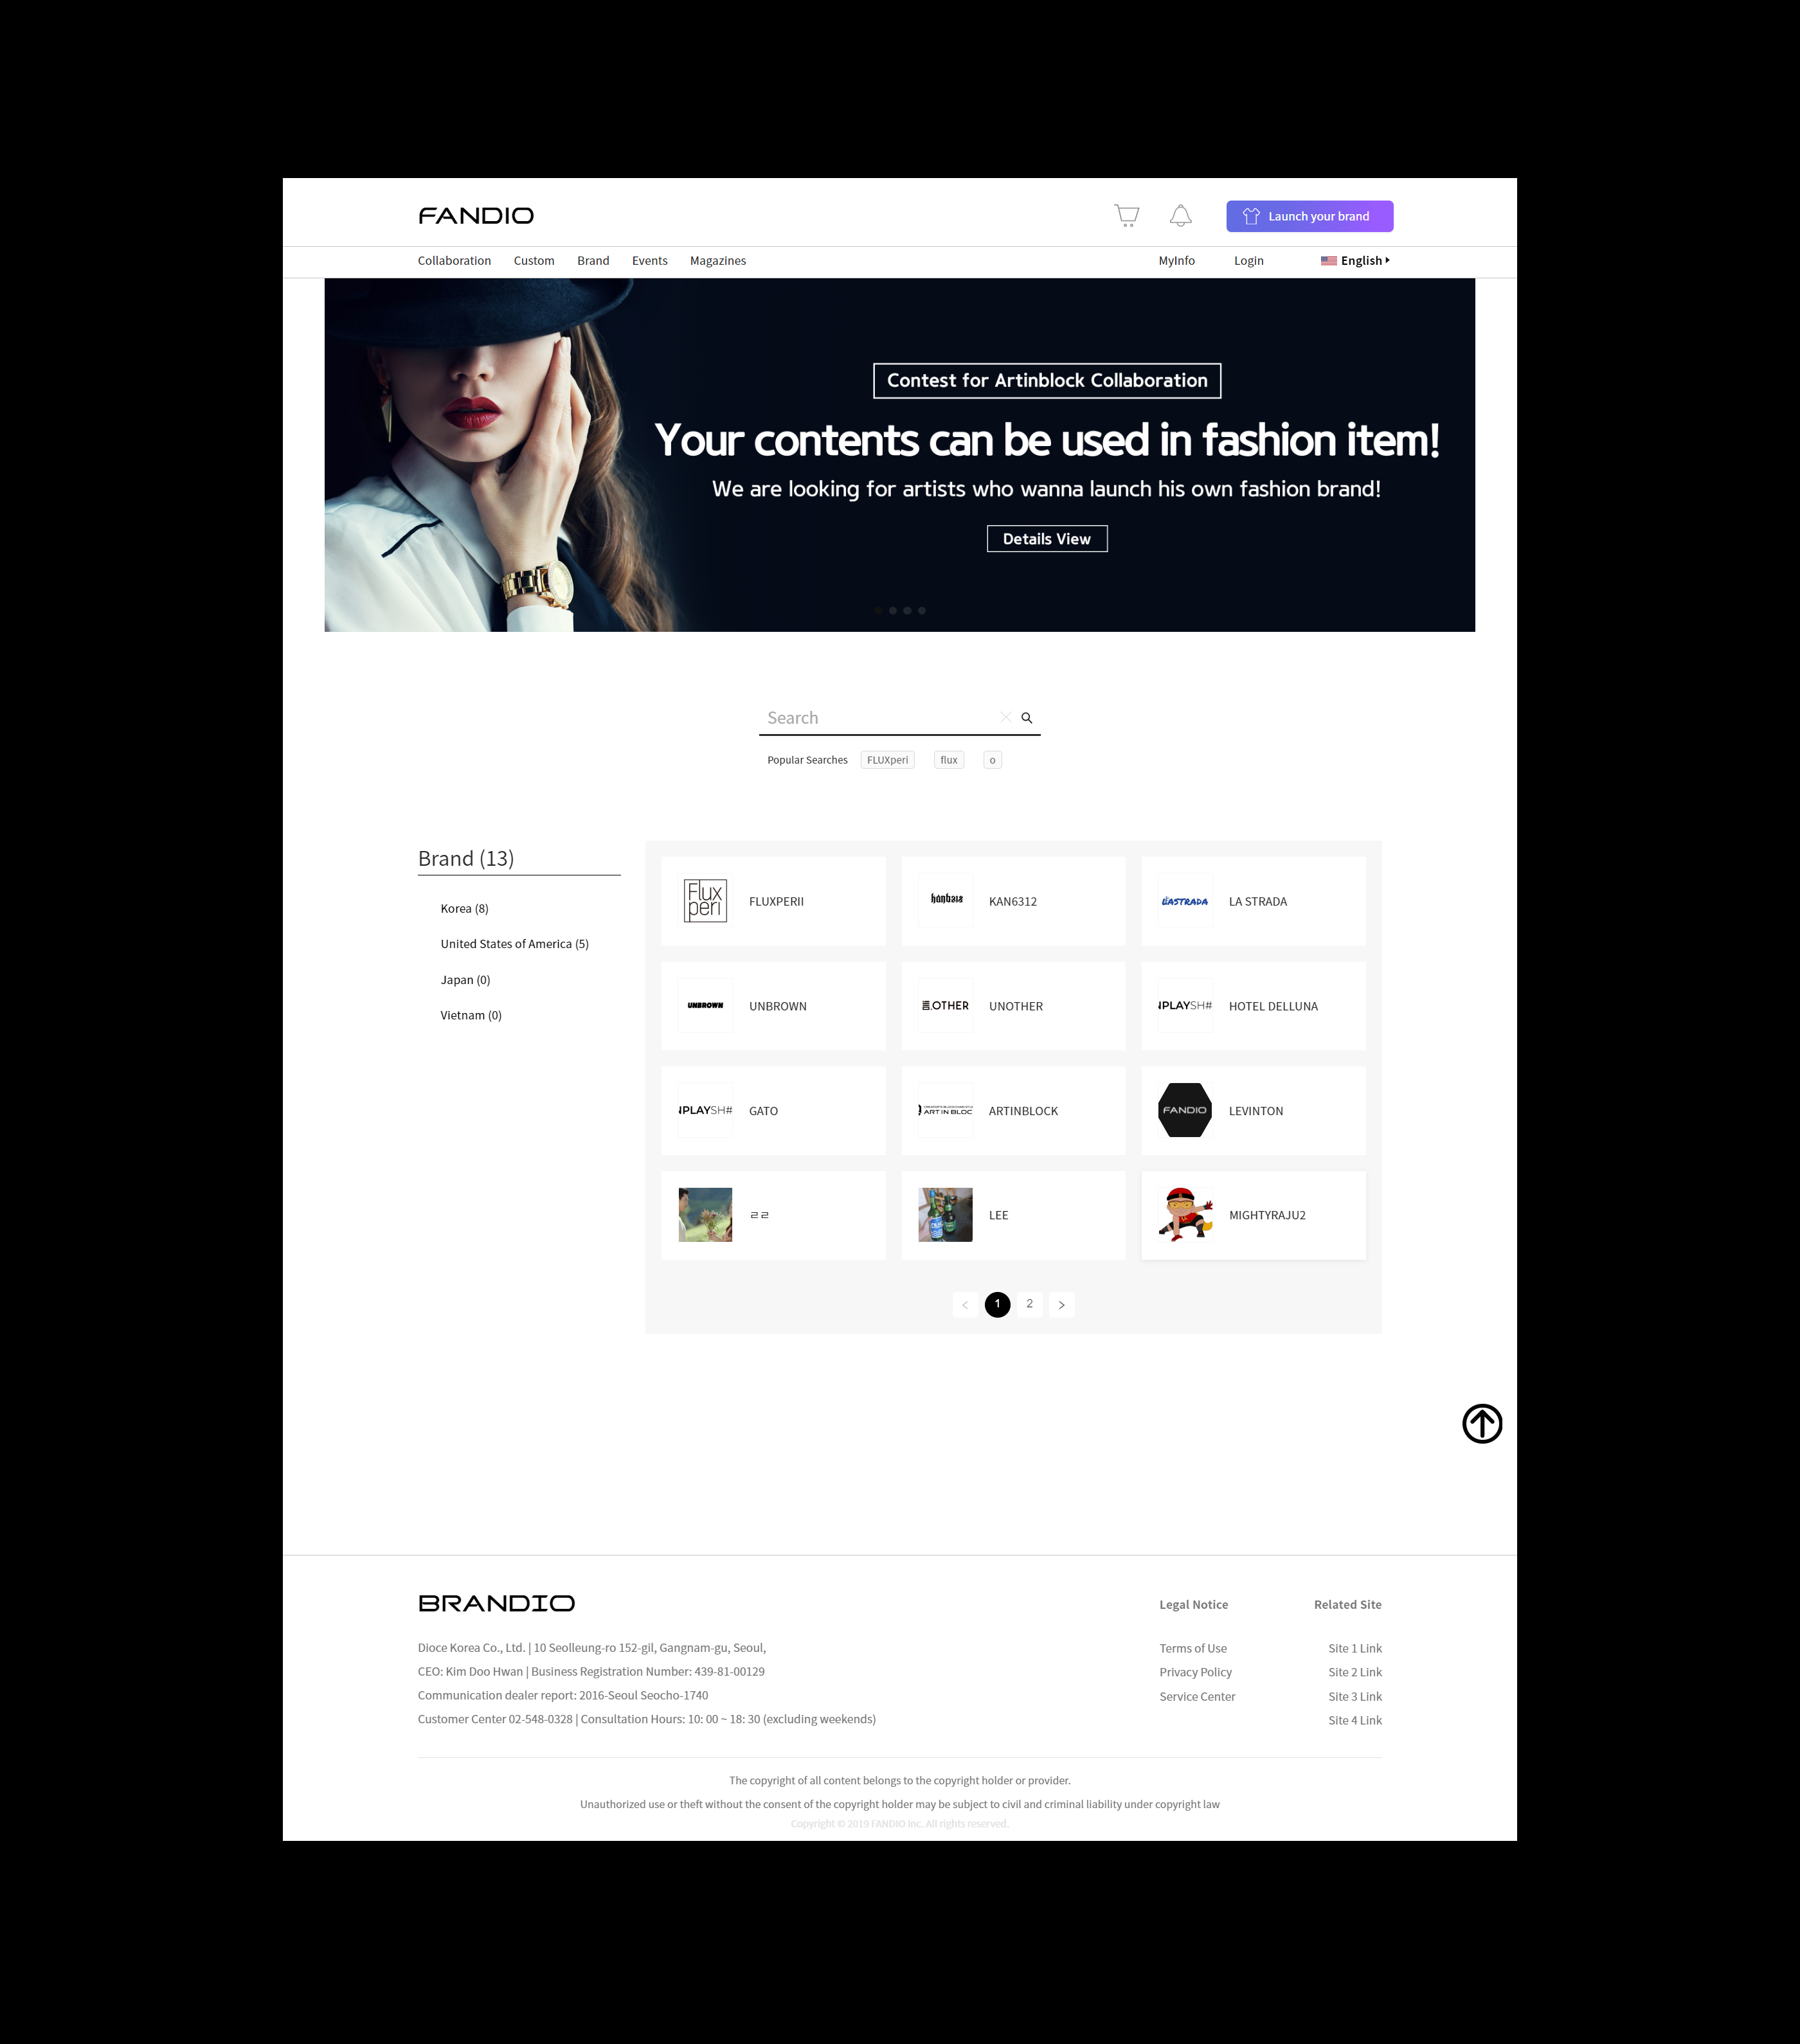 FANDIO
Launch your brand
Collaboration Custom Brand Events Magazines MyInfo Login English
Contest for Artinblock Collaboration
Your contents can be used in fashion item!
We are looking for artists who wanna launch his own fashion brand!
Details View
Search
Popular Searches FLUXperi flux o
Brand (13)
Korea (8)
United States of America (5)
Japan (0)
Vietnam (0)
Flux
peri
FLUXPERII
KAN6312
LASTRADA
LA STRADA
UNBROWN
UNBROWN
OTHER
UNOTHER
NPLAYSH#
HOTEL DELLUNA
NPLAYSH#
GATO
ART IN BLOC
ARTINBLOCK
FANDIO
LEVINTON
ㄹㄹ
LEE
MIGHTYRAJU2
< 1 2 >
BRANDIO
Dioce Korea Co., Ltd. | 10 Seolleung-ro 152-gil, Gangnam-gu, Seoul,
CEO: Kim Doo Hwan | Business Registration Number: 439-81-00129
Communication dealer report: 2016-Seoul Seocho-1740
Customer Center 02-548-0328 | Consultation Hours: 10: 00 ~ 18: 30 (excluding weekends)
Legal Notice
Terms of Use
Privacy Policy
Service Center
Related Site
Site 1 Link
Site 2 Link
Site 3 Link
Site 4 Link
The copyright of all content belongs to the copyright holder or provider.
Unauthorized use or theft without the consent of the copyright holder may be subject to civil and criminal liability under copyright law
Copyright © 2019 FANDIO Inc. All rights reserved.